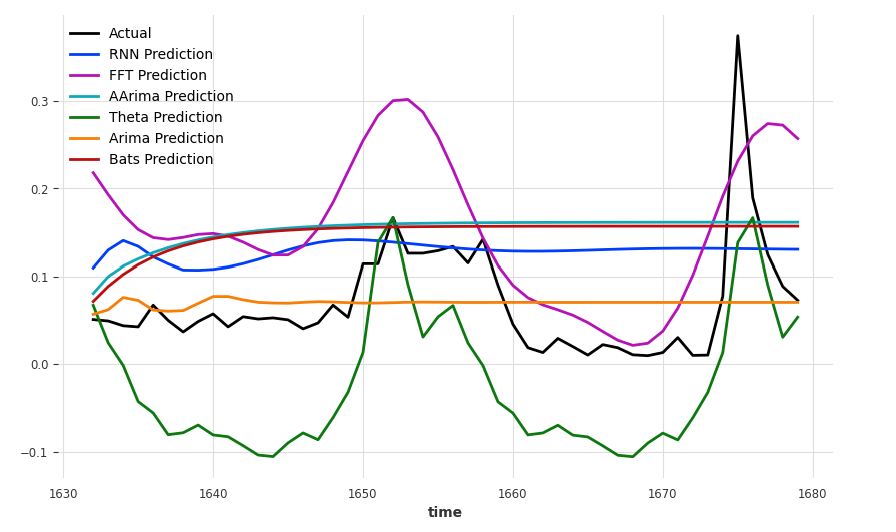 Actual
RNN Prediction
FFT Prediction
AArima Prediction
Theta Prediction
Arima Prediction
Bats Prediction
0.3
0.2
0.1
0.0
−0.1
1630 1640 1650 1660 1670 1680
time